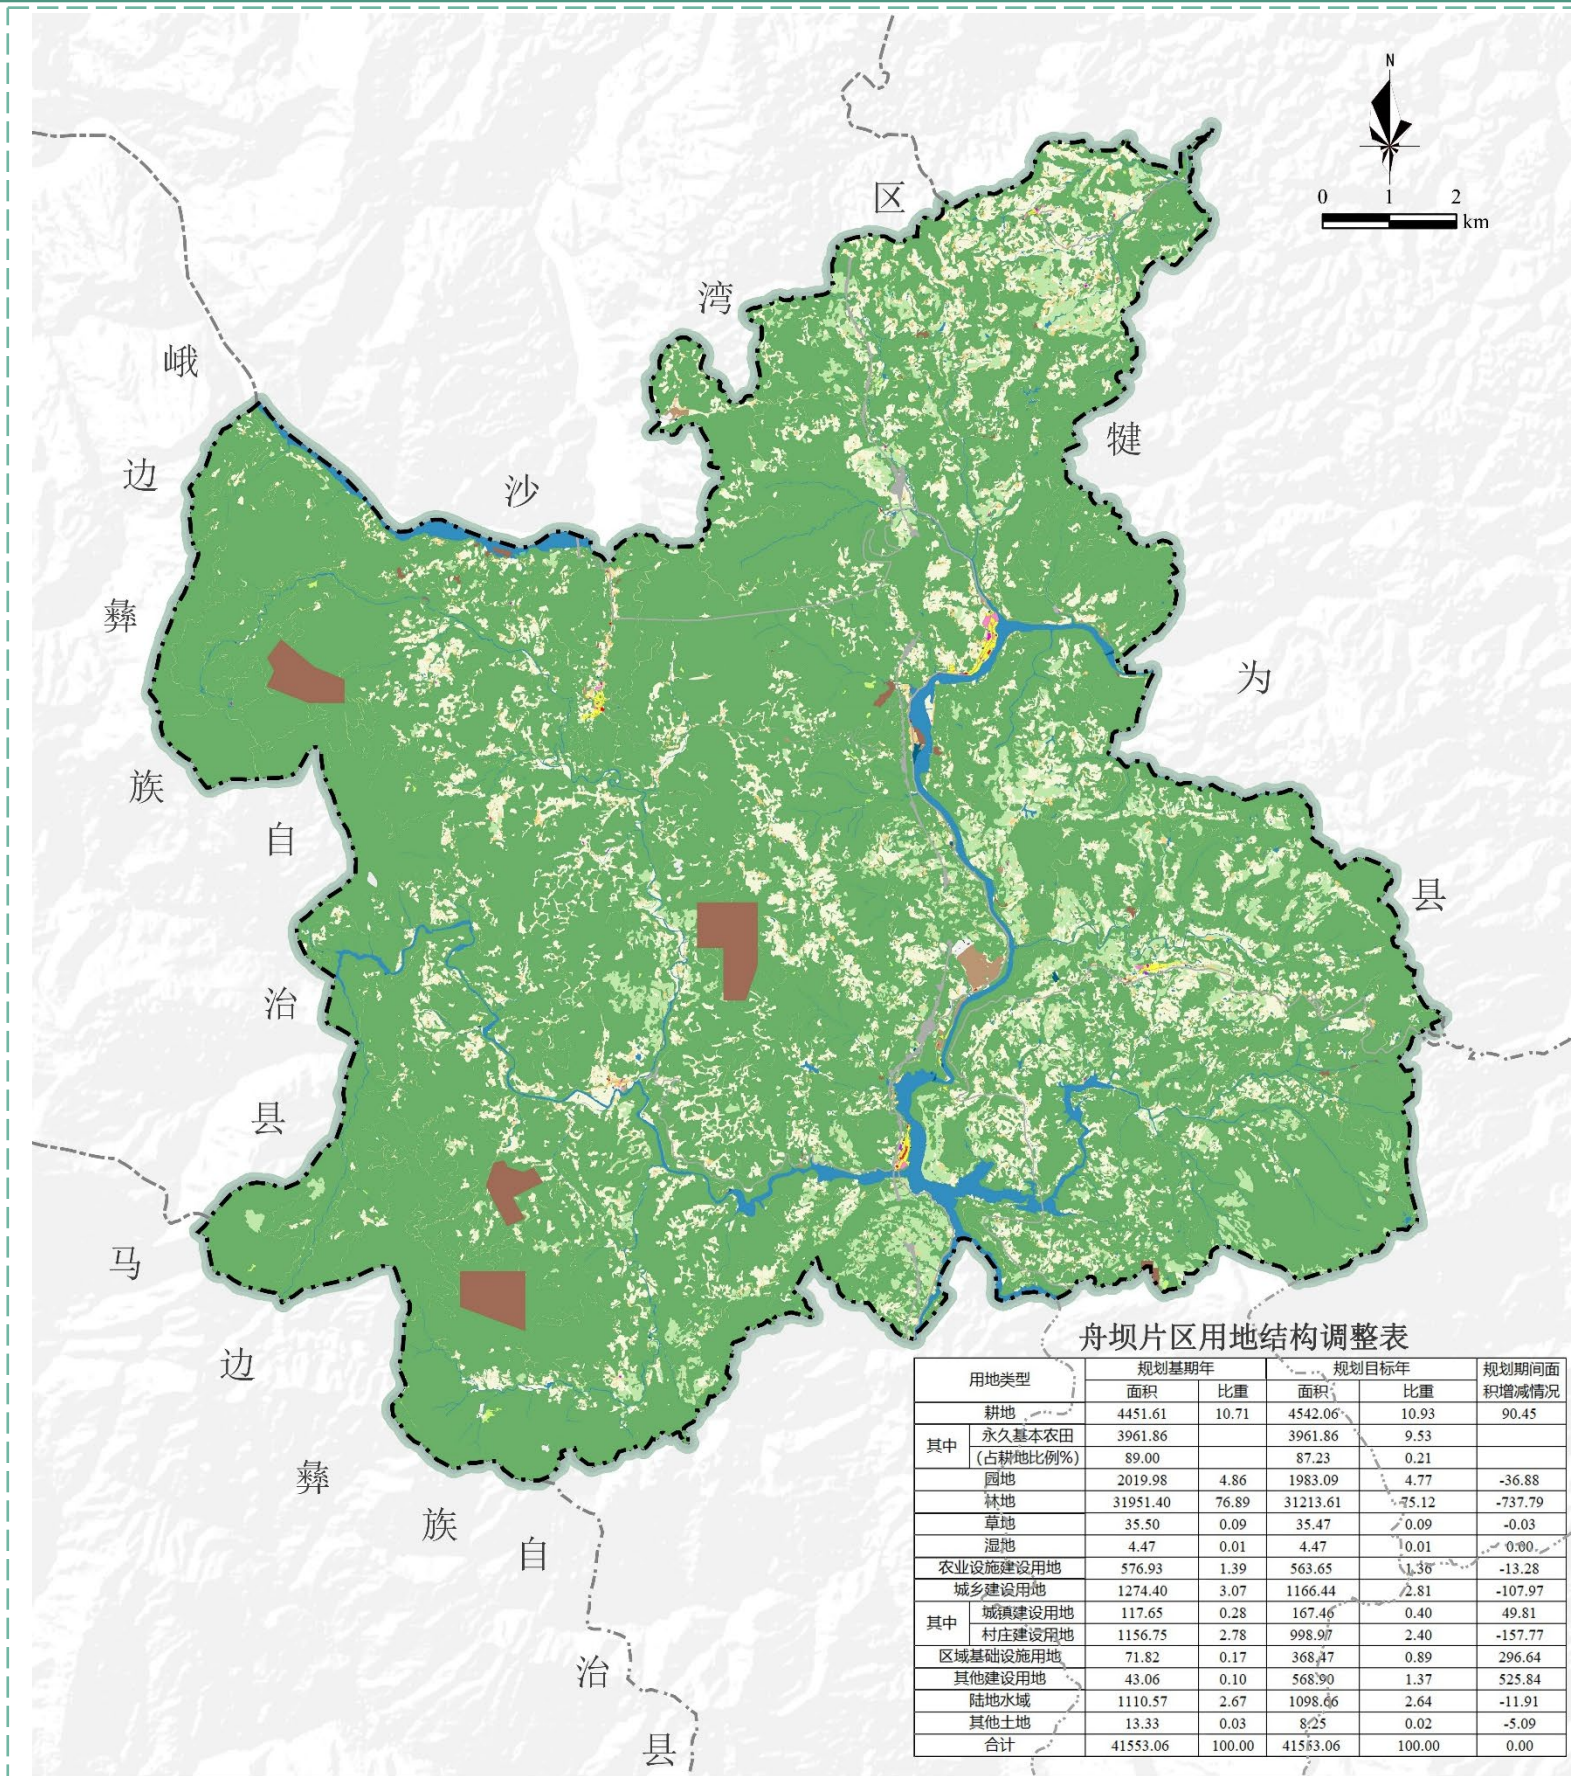 N
0 1 2
km
区
湾
沙
峨
边
彝
族
自
治
县
犍
为
县
马
边
彝
族
自
治
县
舟坝片区用地结构调整表
用地类型 规划基期年 规划目标年 规划期间面积增减情况
面积 比重 面积 比重
耕地 4451.61 10.71 4542.06 10.93 90.45
其中 永久基本农田 3961.86 3961.86 9.53
(占耕地比例%) 89.00 87.23 0.21
园地 2019.98 4.86 1983.09 4.77 -36.88
林地 31951.40 76.89 31213.61 75.12 -737.79
草地 35.50 0.09 35.47 0.09 -0.03
湿地 4.47 0.01 4.47 0.01 0.00
农业设施建设用地 576.93 1.39 563.65 1.36 -13.28
城乡建设用地 1274.40 3.07 1166.44 2.81 -107.97
其中 城镇建设用地 117.65 0.28 167.46 0.40 49.81
村庄建设用地 1156.75 2.78 998.97 2.40 -157.77
区域基础设施用地 71.82 0.17 368.47 0.89 296.64
其他建设用地 43.06 0.10 568.90 1.37 525.84
陆地水域 1110.57 2.67 1098.66 2.64 -11.91
其他土地 13.33 0.03 8.25 0.02 -5.09
合计 41553.06 100.00 41553.06 100.00 0.00